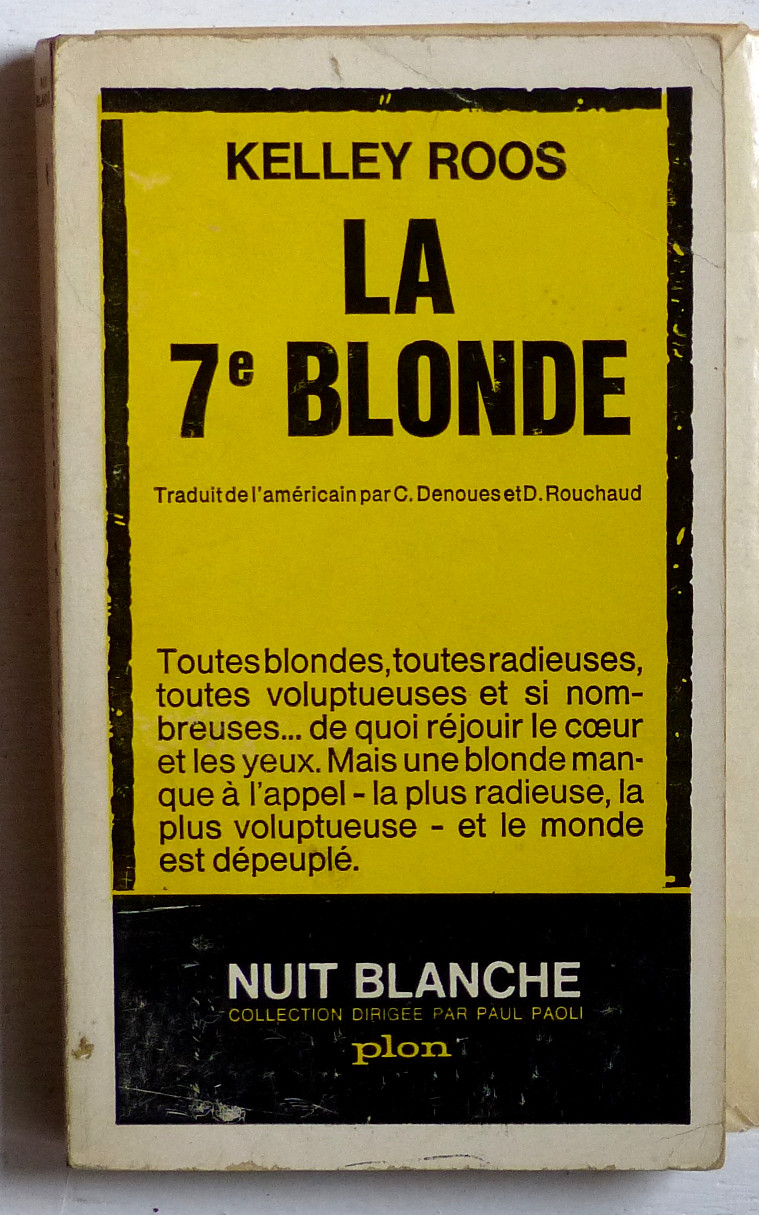 KELLEY ROOS
LA
7e BLONDE
Traduit de l'américain par C. Denoues et D. Rouchaud
Toutes blondes, toutes radieuses,
toutes voluptueuses et si nom-
breuses... de quoi réjouir le cœur
et les yeux. Mais une blonde man-
que à l'appel - la plus radieuse, la
plus voluptueuse - et le monde
est dépeuplé.
NUIT BLANCHE
COLLECTION DIRIGEE PAR PAUL PAOLI
plon